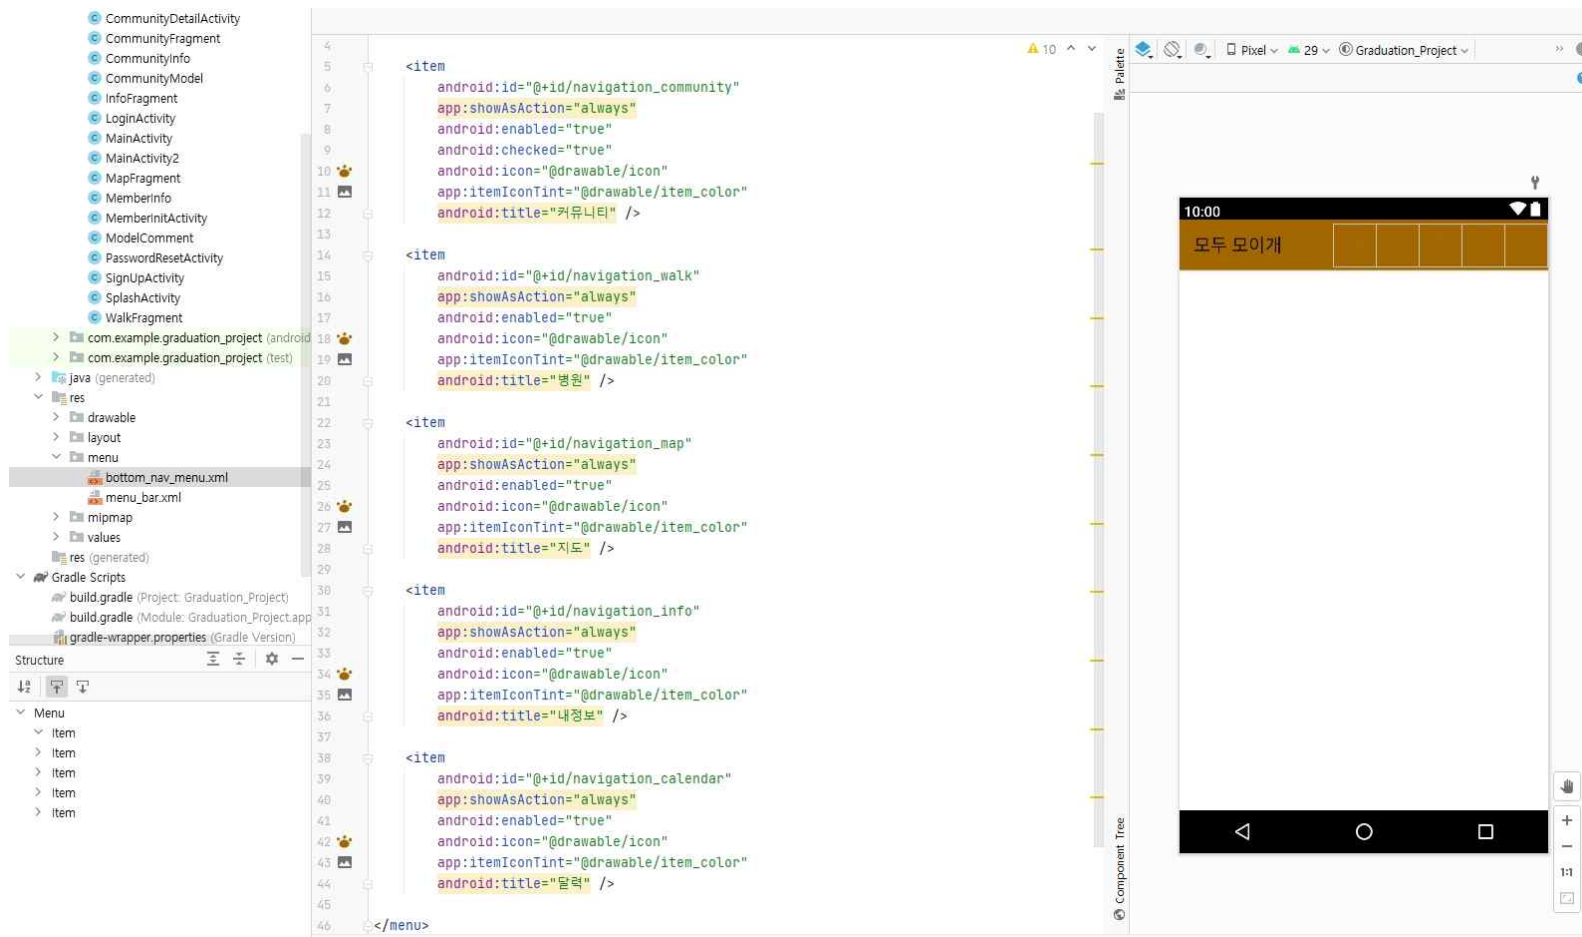 CommunityDetailActivity
CommunityFragment
CommunityInfo
CommunityModel
InfoFragment
LoginActivity
MainActivity
MainActivity2
MapFragment
MemberInfo
MemberInitActivity
ModelComment
PasswordResetActivity
SignUpActivity
SplashActivity
WalkFragment
com.example.graduation_project (android
com.example.graduation_project (test)
java (generated)
res
drawable
layout
menu
bottom_nav_menu.xml
menu_bar.xml
mipmap
values
res (generated)
Gradle Scripts
build.gradle (Project: Graduation_Project)
build.gradle (Module: Graduation_Project.app
gradle-wrapper.properties (Gradle Version)
Structure
Menu
Item
Item
Item
Item
Item
4
5 <item
6 android:id="@+id/navigation_community"
7 app:showAsAction="always"
8 android:enabled="true"
9 android:checked="true"
10 android:icon="@drawable/icon"
11 app:itemIconTint="@drawable/item_color"
12 android:title="커뮤니티" />
13
14 <item
15 android:id="@+id/navigation_walk"
16 app:showAsAction="always"
17 android:enabled="true"
18 android:icon="@drawable/icon"
19 app:itemIconTint="@drawable/item_color"
20 android:title="병원" />
21
22 <item
23 android:id="@+id/navigation_map"
24 app:showAsAction="always"
25 android:enabled="true"
26 android:icon="@drawable/icon"
27 app:itemIconTint="@drawable/item_color"
28 android:title="지도" />
29
30 <item
31 android:id="@+id/navigation_info"
32 app:showAsAction="always"
33 android:enabled="true"
34 android:icon="@drawable/icon"
35 app:itemIconTint="@drawable/item_color"
36 android:title="내정보" />
37
38 <item
39 android:id="@+id/navigation_calendar"
40 app:showAsAction="always"
41 android:enabled="true"
42 android:icon="@drawable/icon"
43 app:itemIconTint="@drawable/item_color"
44 android:title="달력" />
45
46 </menu>
10
Palette
Component Tree
Pixel 29 Graduation_Project
10:00
모두 모이개
1:1